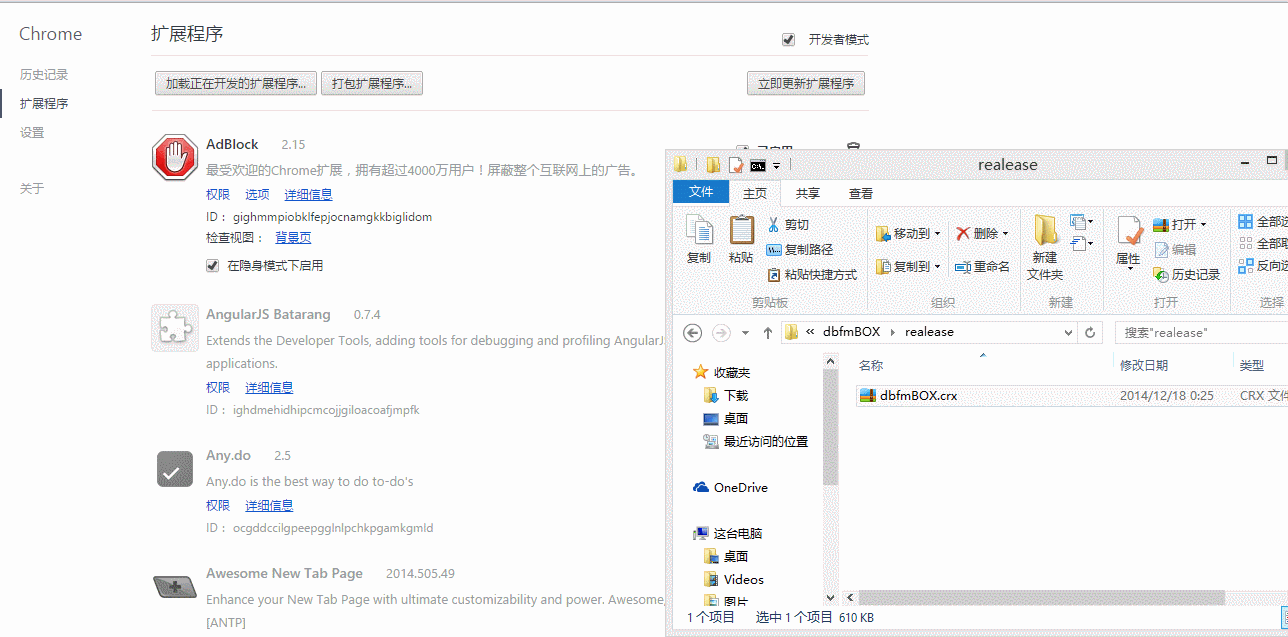 Chrome
历史记录
扩展程序
设置
关于
扩展程序
开发者模式
加载正在开发的扩展程序...
打包扩展程序...
立即更新扩展程序
AdBlock 2.15
最受欢迎的Chrome扩展，拥有超过4000万用户！屏蔽整个互联网上的广告。
权限 选项 详细信息
ID： gighmmpiobklfepjocnamgkkbiglidom
检查视图： 背景页
在隐身模式下启用
AngularJS Batarang 0.7.4
Extends the Developer Tools, adding tools for debugging and profiling AngularJ
applications.
权限 详细信息
ID： ighdmehidhipcmcojjgiloacoafjmpfk
Any.do 2.5
Any.do is the best way to do to-do's
权限 详细信息
ID： ocgddccilgpeepgglnlpchkpgamkgmld
Awesome New Tab Page 2014.505.49
Enhance your New Tab Page with ultimate customizability and power. Awesome,
[ANTP]
realease
文件 主页 共享 查看
复制
粘贴
剪切
复制路径
粘贴快捷方式
剪贴板
移动到
复制到
删除
重命名
组织
新建
文件夹
新建
属性
打开
编辑
历史记录
打开
全部
全部
反向
选择
« dbfmBOX realease
搜索"realease"
收藏夹
下载
桌面
最近访问的位置
OneDrive
这台电脑
桌面
Videos
图片
名称 修改日期 类型
dbfmBOX.crx 2014/12/18 0:25 CRX 文
1 个项目 选中 1 个项目 610 KB